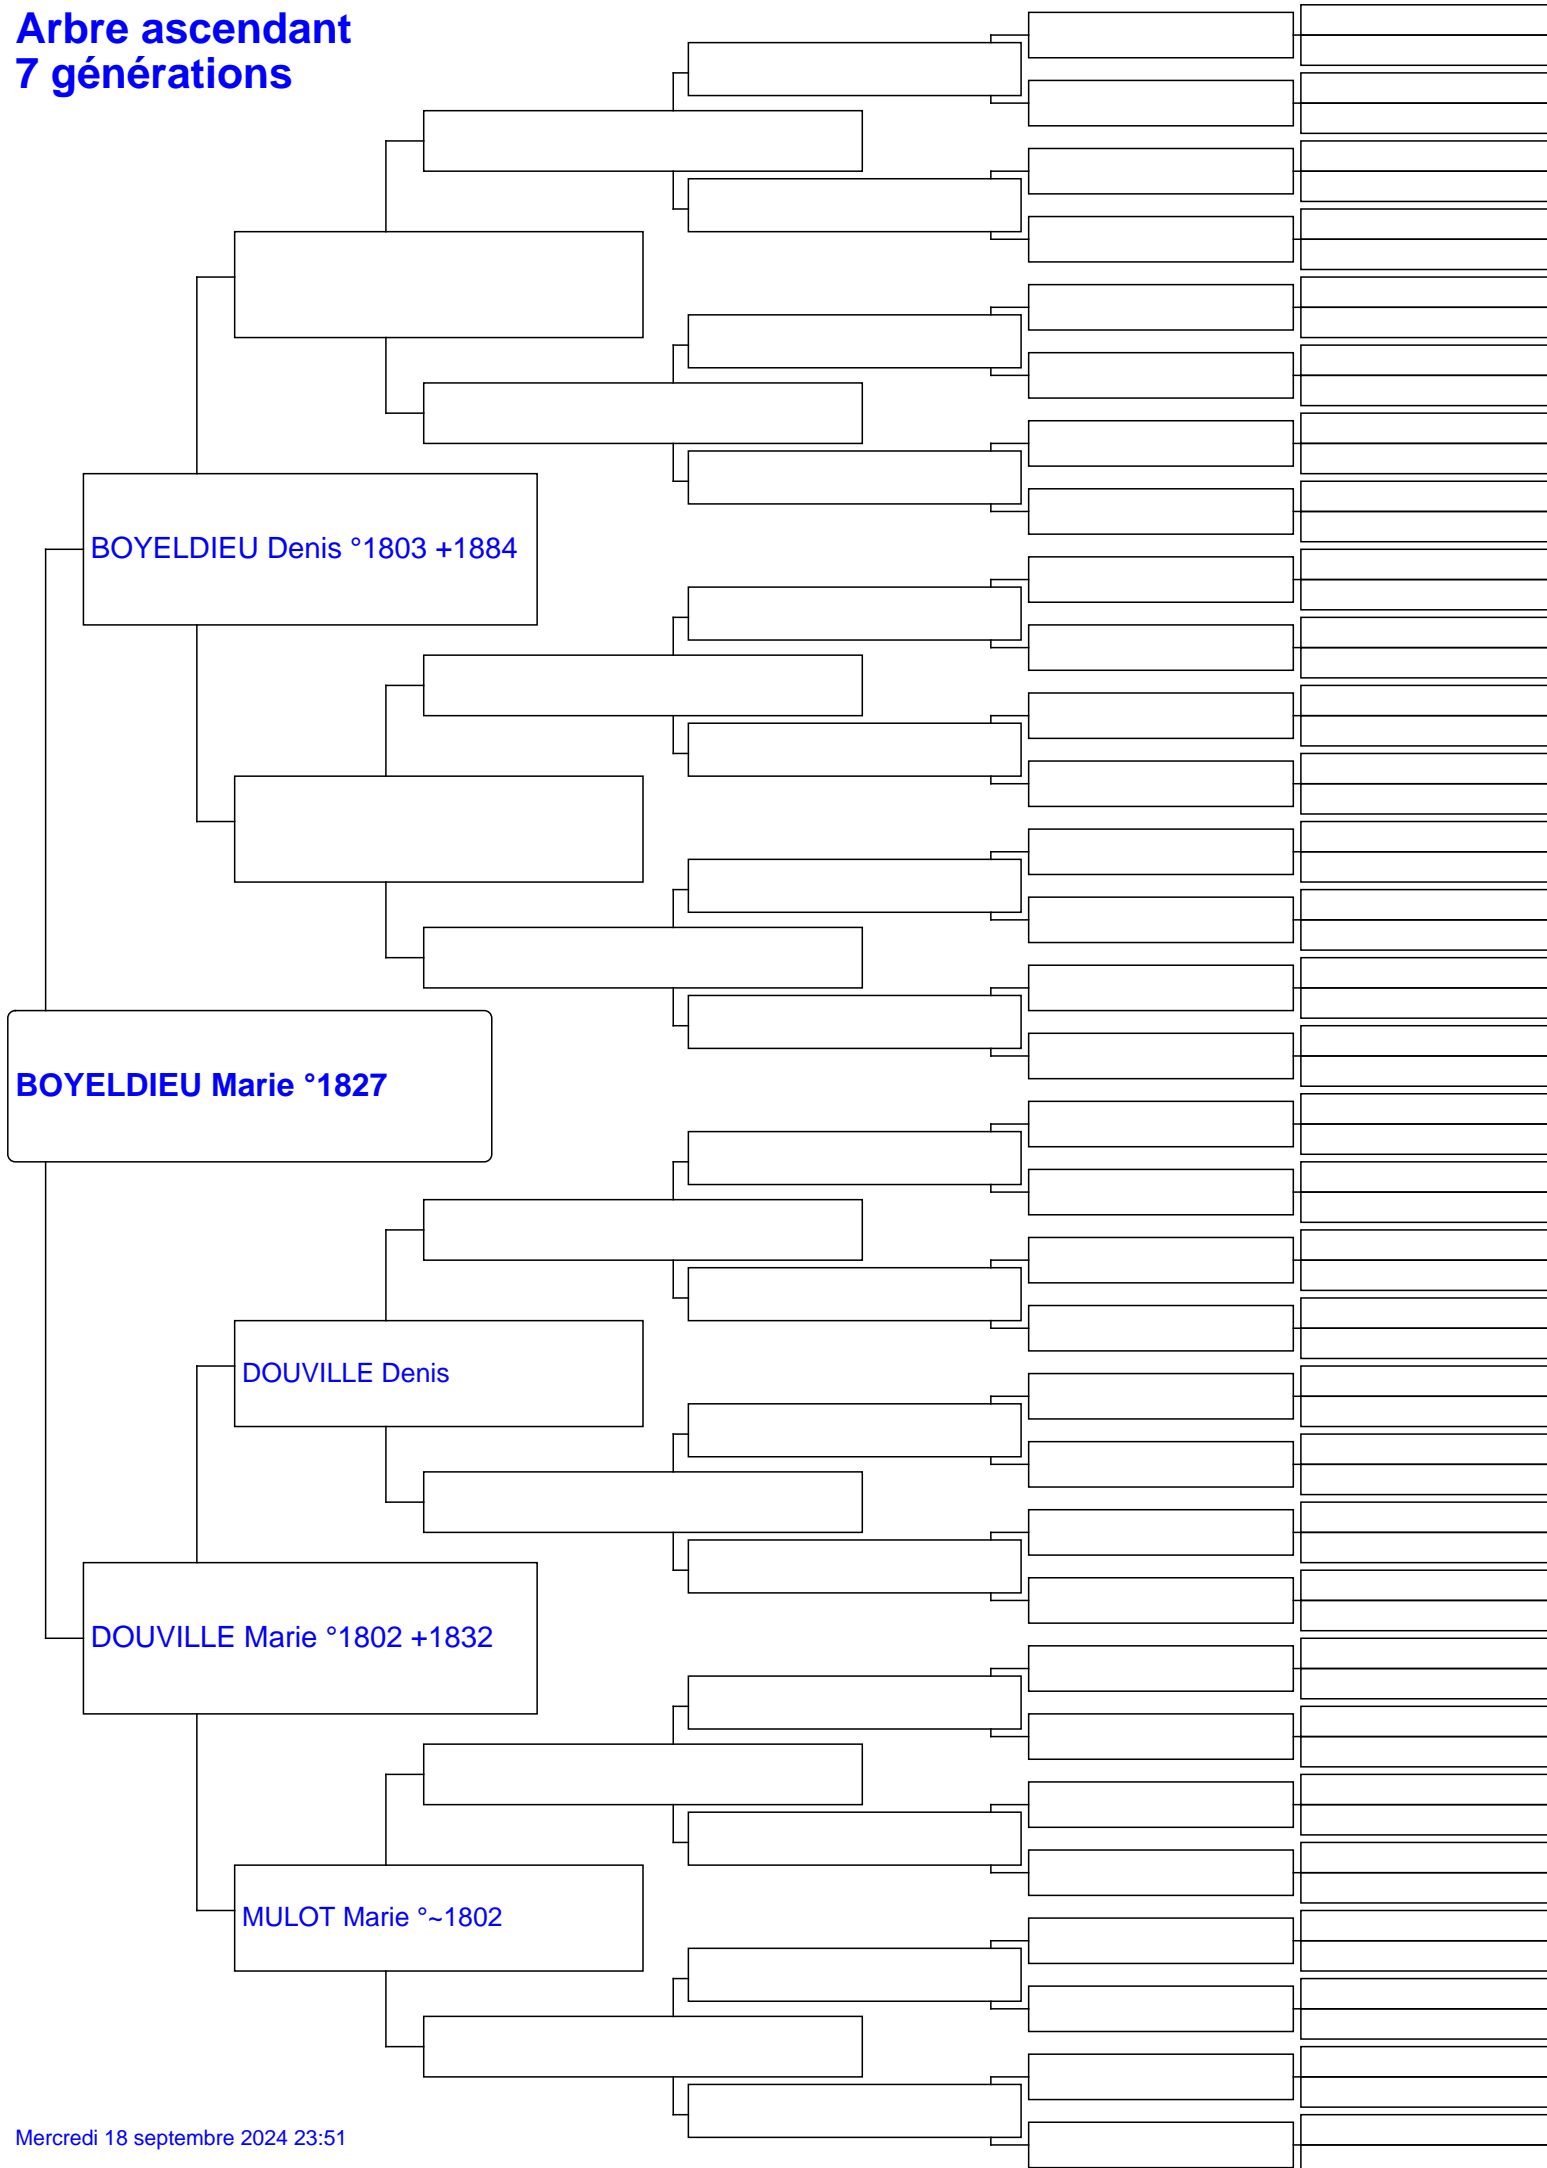 Arbre ascendant
7 générations
BOYELDIEU Denis °1803 +1884
BOYELDIEU Marie °1827
DOUVILLE Denis
DOUVILLE Marie °1802 +1832
MULOT Marie °~1802
Mercredi 18 septembre 2024 23:51